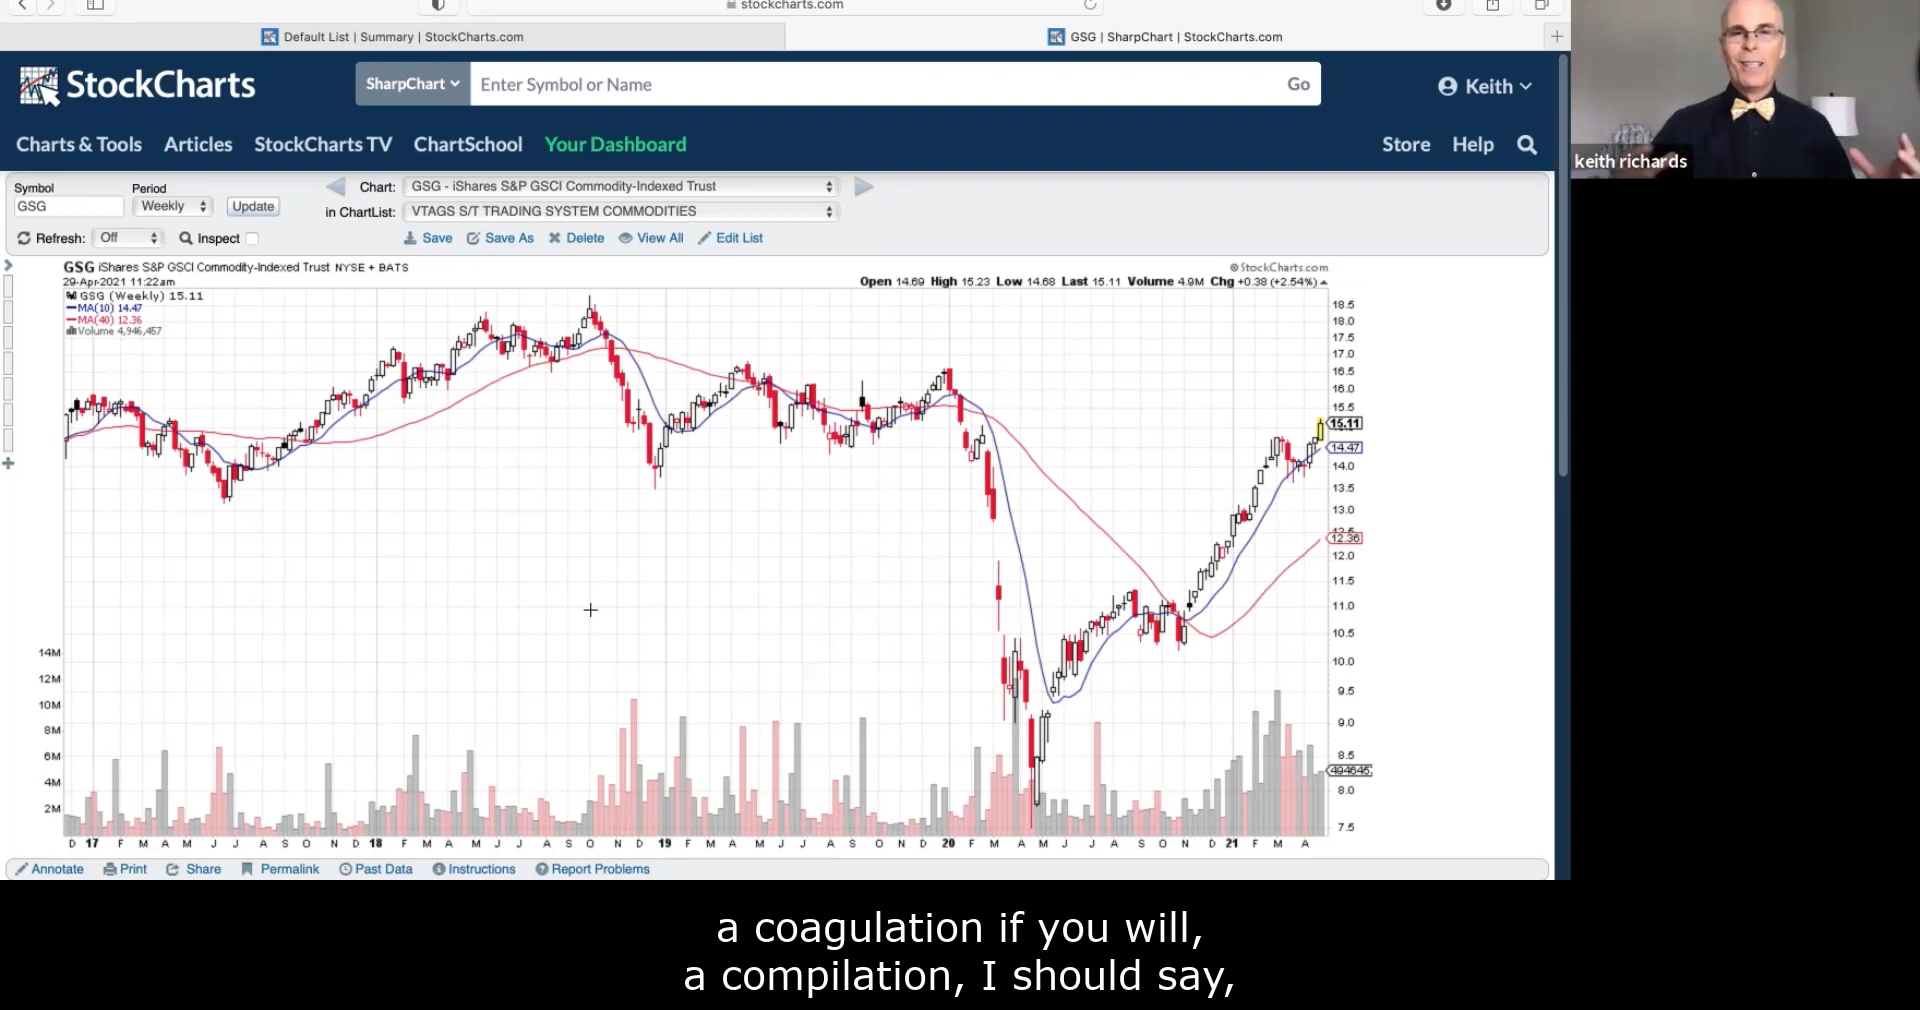 stockcharts.com
Default List | Summary | StockCharts.com
GSG | SharpChart | StockCharts.com
StockCharts
SharpChart
Enter Symbol or Name
Go
Keith
Charts & Tools
Articles
StockCharts TV
ChartSchool
Your Dashboard
Store
Help
keith richards
Symbol
Period
Chart:
GSG - iShares S&P GSCI Commodity-Indexed Trust
GSG
Weekly
Update
in ChartList:
VTAGS S/T TRADING SYSTEM COMMODITIES
Refresh:
Off
Inspect
Save
Save As
Delete
View All
Edit List
GSG iShares S&P GSCI Commodity-Indexed Trust NYSE + BATS
© StockCharts.com
29-Apr-2021 11:22am
Open 14.69 High 15.23 Low 14.68 Last 15.11 Volume 4.9M Chg +0.38 (+2.54%)
GSG (Weekly) 15.11
MA(10) 14.47
MA(40) 12.36
Volume 4,946,457
18.5
18.0
17.5
17.0
16.5
16.0
15.5
15.11
14.47
14.0
13.5
13.0
12.5
12.36
12.0
11.5
11.0
10.5
10.0
9.5
9.0
8.5
494645
8.0
7.5
14M
12M
10M
8M
6M
4M
2M
D 17 F M A M J J A S O N D 18 F M A M J J A S O N D 19 F M A M J J A S O N D 20 F M A M J J A S O N D 21 F M A
Annotate
Print
Share
Permalink
Past Data
Instructions
Report Problems
a coagulation if you will,
a compilation, I should say,